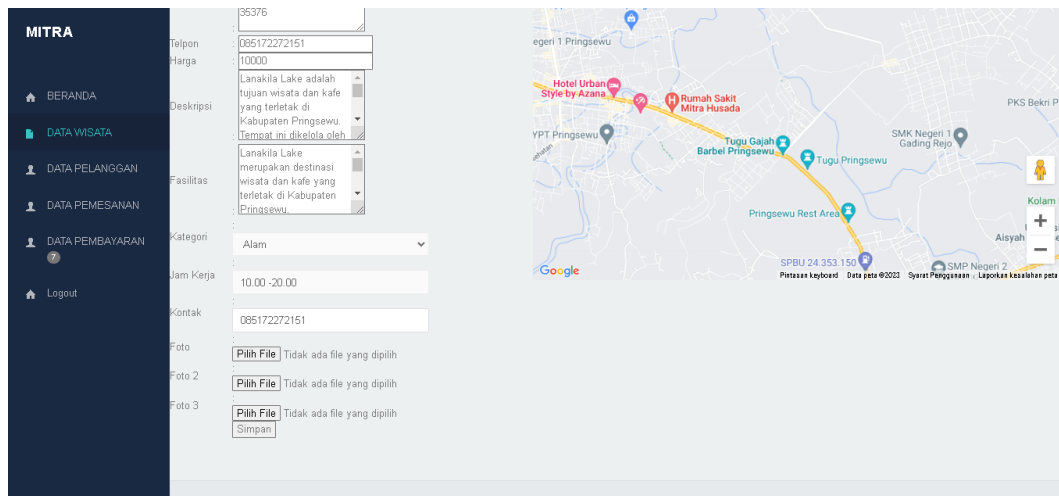 MITRA
BERANDA
DATA WISATA
DATA PELANGGAN
DATA PEMESANAN
DATA PEMBAYARAN
7
Logout
35376
:
Telpon : 085172272151
Harga : 10000
Deskripsi
Lanakila Lake adalah
tujuan wisata dan kafe
yang terletak di
Kabupaten Pringsewu.
: Tempat ini dikelola oleh
Fasilitas
Lanakila Lake
merupakan destinasi
wisata dan kafe yang
terletak di Kabupaten
Pringsewu.
:
:
Kategori Alam
:
Jam Kerja 10.00 -20.00
:
Kontak 085172272151
:
Foto Pilih File Tidak ada file yang dipilih
:
Foto 2 Pilih File Tidak ada file yang dipilih
:
Foto 3 Pilih File Tidak ada file yang dipilih
Simpan
egeri 1 Pringsewu
Hotel Urban
Style by Azana
Rumah Sakit
Mitra Husada
PKS Bekri P
YPT Pringsewu
Tugu Gajah
Barbel Pringsewu
Tugu Pringsewu
SMK Negeri 1
Gading Rejo
Pringsewu Rest Area
Kolam
Aisyah
SPBU 24.353.150
SMP Negeri 2
Google
Pintasan keyboard Data peta ©2023 Syarat Penggunaan Laporkan kesalahan peta